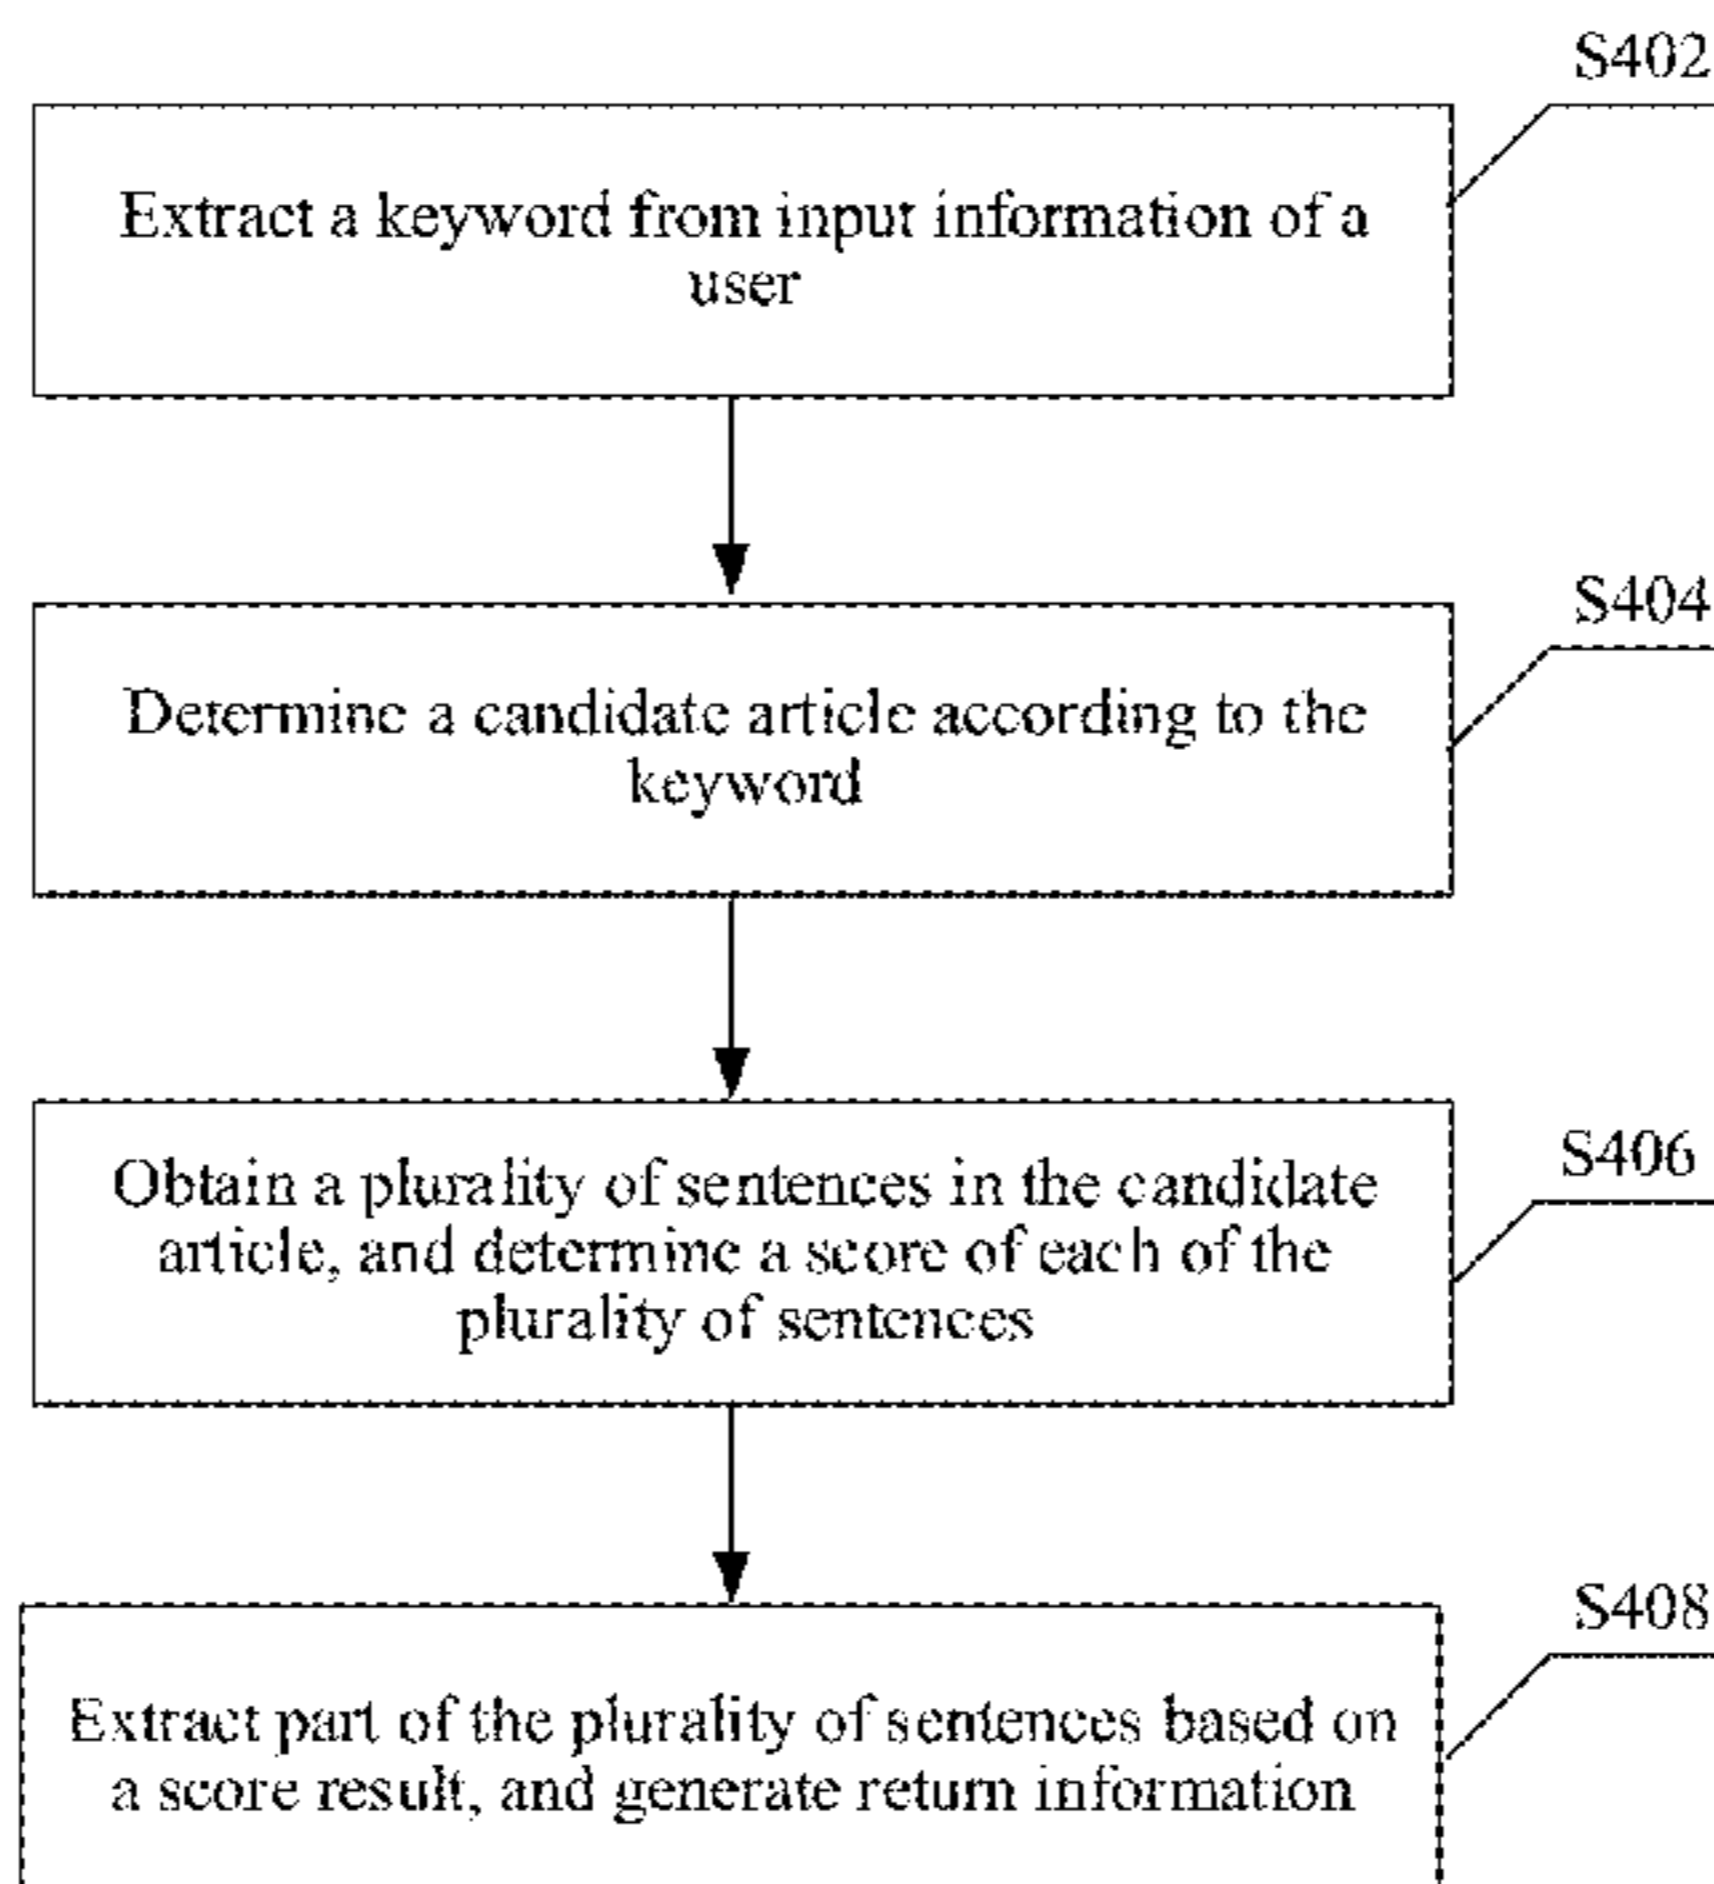 S402
Extract a keyword from input information of a
user
S404
Determine a candidate article according to the
keyword
S406
Obtain a plurality of sentences in the candidate
article, and determine a score of each of the
plurality of sentences
S408
Extract part of the plurality of sentences based on
a score result, and generate return information